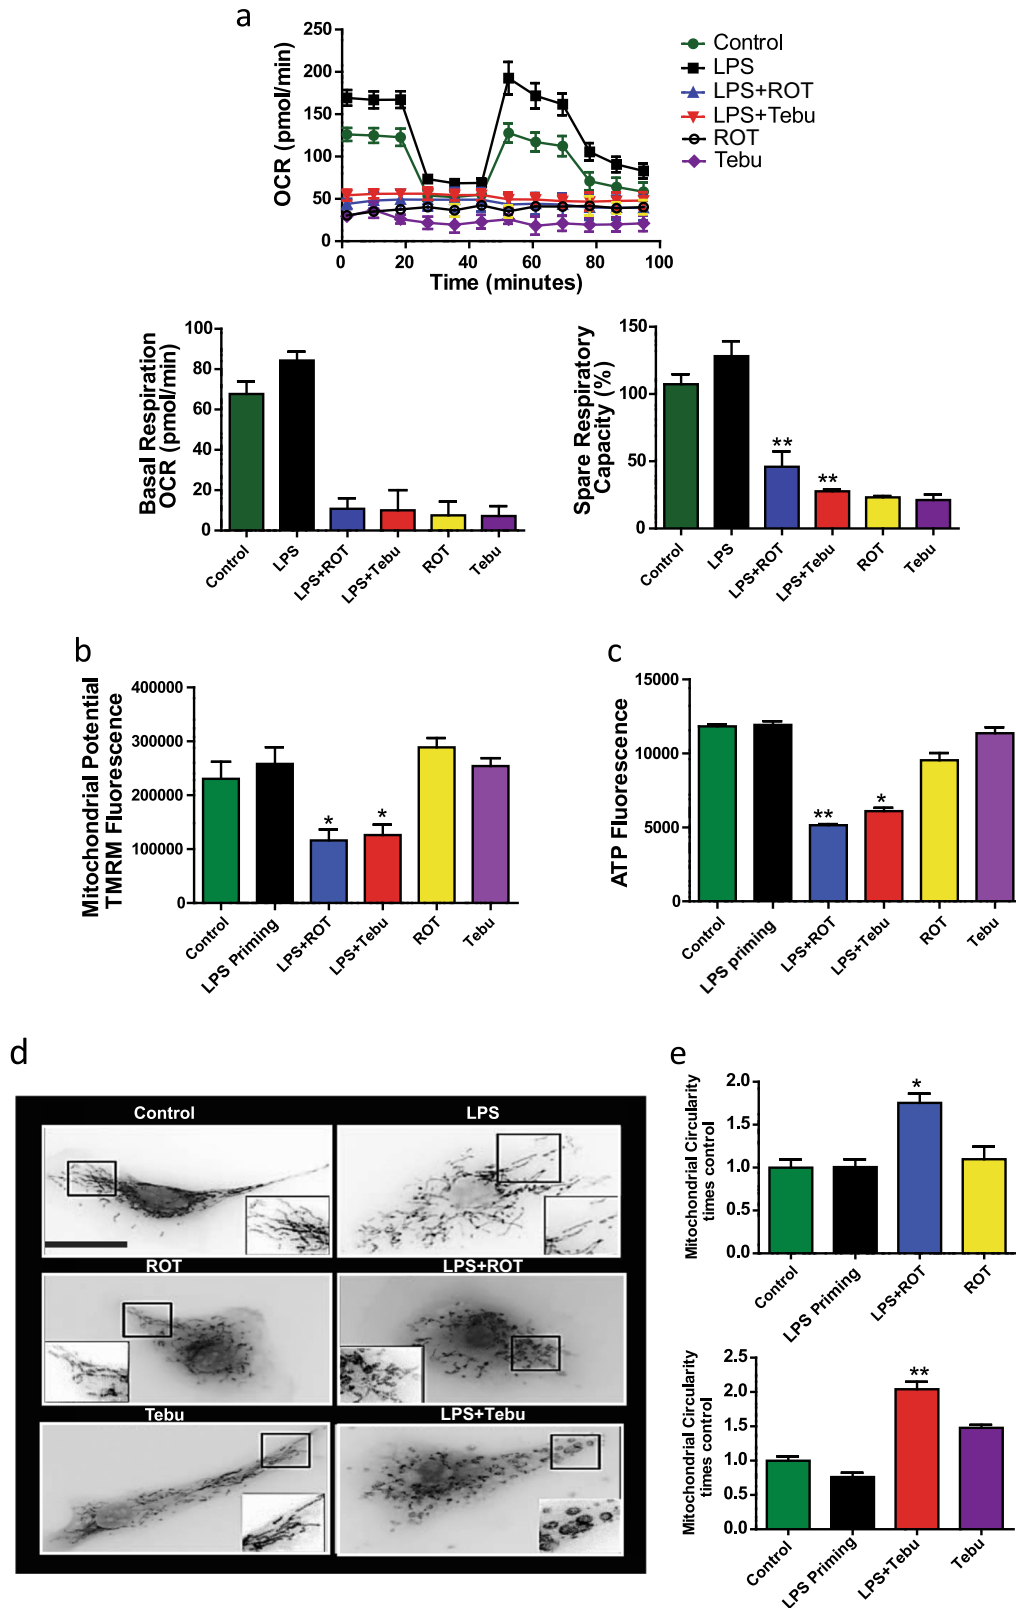 a
OCR (pmol/min)
250
200
150
100
50
0
0 20 40 60 80 100
Time (minutes)
Control
LPS
LPS+ROT
LPS+Tebu
ROT
Tebu
Basal Respiration
OCR (pmol/min)
100
80
60
40
20
0
Control LPS LPS+ROT LPS+Tebu ROT Tebu
Spare Respiratory
Capacity (%)
150
100
50
0
** **
Control LPS LPS+ROT LPS+Tebu ROT Tebu
b
Mitochondrial Potential
TMRM Fluorescence
400000
300000
200000
100000
0
* *
Control LPS Priming LPS+ROT LPS+Tebu ROT Tebu
c
ATP Fluorescence
15000
10000
5000
0
** *
Control LPS priming LPS+ROT LPS+Tebu ROT Tebu
d
Control LPS
ROT LPS+ROT
Tebu LPS+Tebu
e
Mitochondrial Circularity
times control
2.0
1.5
1.0
0.5
0.0
*
Control LPS Priming LPS+ROT ROT
Mitochondrial Circularity
times control
2.5
2.0
1.5
1.0
0.5
0.0
**
Control LPS Priming LPS+Tebu Tebu